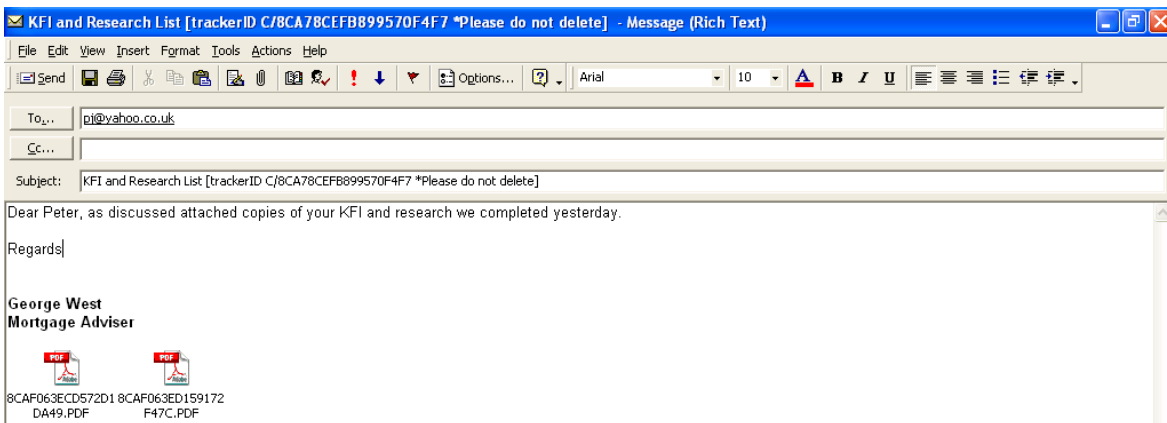 KFI and Research List [trackerID C/8CA78CEFB899570F4F7 *Please do not delete] - Message (Rich Text)
File Edit View Insert Format Tools Actions Help
Send Options... Arial 10 A B I U
To... pj@yahoo.co.uk
Cc...
Subject: KFI and Research List [trackerID C/8CA78CEFB899570F4F7 *Please do not delete]
Dear Peter, as discussed attached copies of your KFI and research we completed yesterday.
Regards
George West
Mortgage Adviser
PDF PDF
Adobe Adobe
8CAF063ECD572D1 8CAF063ED159172
DA49.PDF F47C.PDF